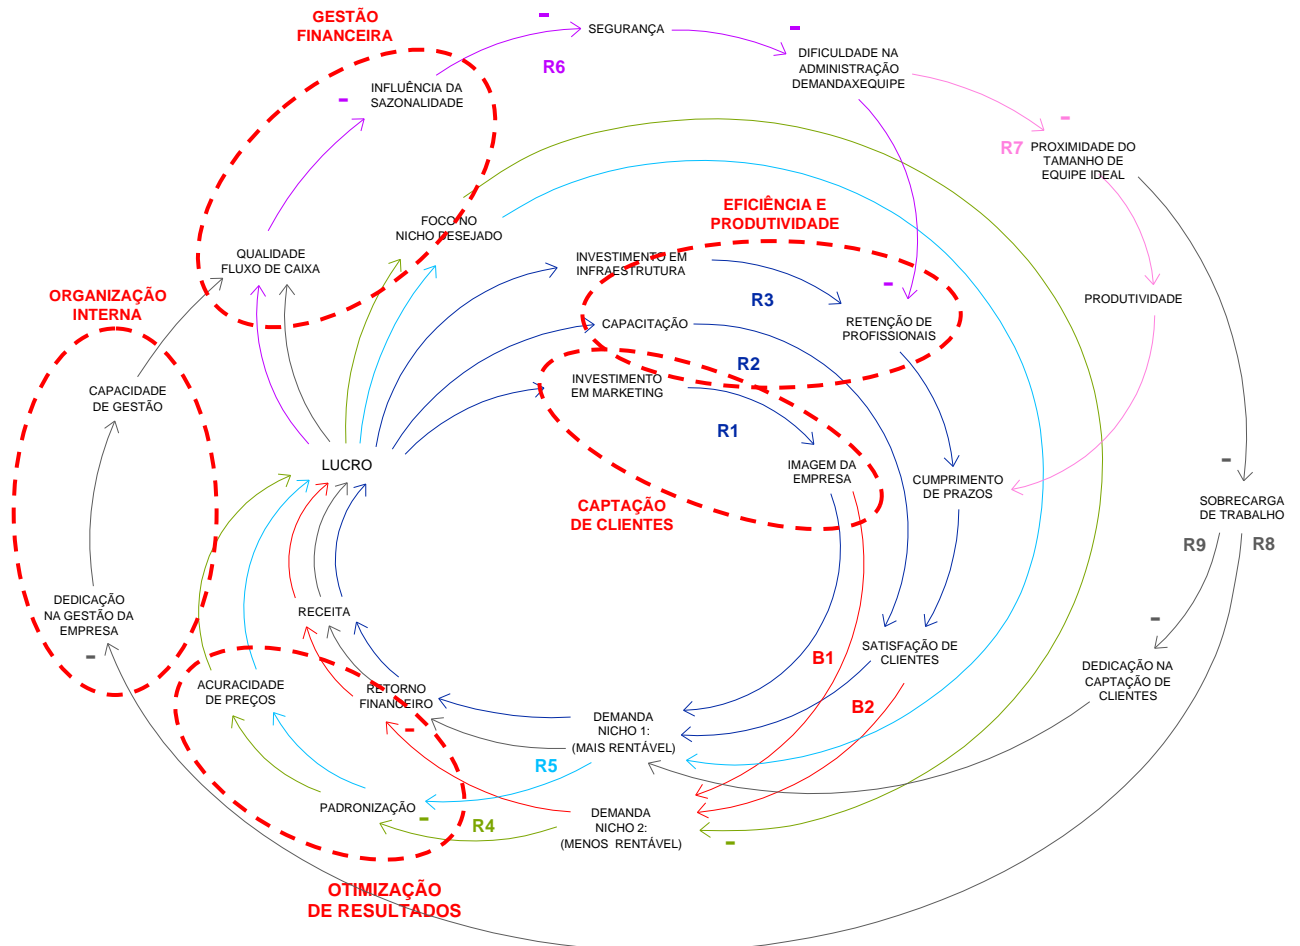 GESTÃO
FINANCEIRA
-
SEGURANÇA
-
R6
DIFICULDADE NA
ADMINISTRAÇÃO
DEMANDAXEQUIPE
INFLUÊNCIA DA
SAZONALIDADE
-
-
R7
PROXIMIDADE DO
TAMANHO DE
EQUIPE IDEAL
EFICIÊNCIA E
PRODUTIVIDADE
FOCO NO
NICHO DESEJADO
QUALIDADE
FLUXO DE CAIXA
INVESTIMENTO EM
INFRAESTRUTURA
-
ORGANIZAÇÃO
INTERNA
R3
PRODUTIVIDADE
CAPACITAÇÃO
RETENÇÃO DE
PROFISSIONAIS
R2
INVESTIMENTO
EM MARKETING
CAPACIDADE
DE GESTÃO
R1
LUCRO
IMAGEM DA
EMPRESA
CUMPRIMENTO
DE PRAZOS
-
CAPTAÇÃO
DE CLIENTES
SOBRECARGA
DE TRABALHO
R9
R8
DEDICAÇÃO
NA GESTÃO DA
EMPRESA
-
RECEITA
-
SATISFAÇÃO DE
CLIENTES
B1
DEDICAÇÃO NA
CAPTAÇÃO DE
CLIENTES
ACURACIDADE
DE PREÇOS
RETORNO
FINANCEIRO
-
B2
DEMANDA
NICHO 1:
(MAIS RENTÁVEL)
R5
PADRONIZAÇÃO
-
R4
DEMANDA
NICHO 2:
(MENOS RENTÁVEL)
-
OTIMIZAÇÃO
DE RESULTADOS